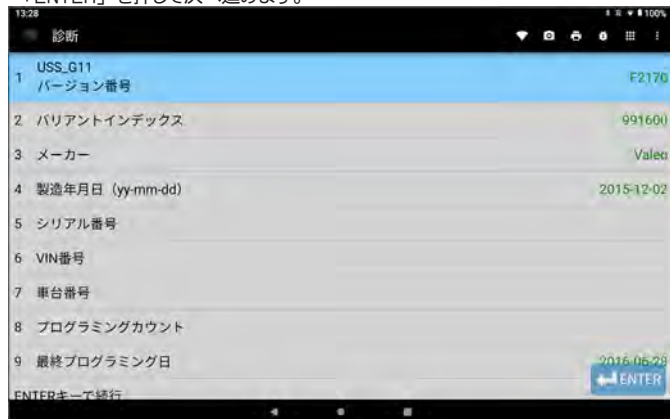 「ENTER」を押して次へ進めます。
13:28
100%
診断
1 USS_G11
バージョン番号 F2170
2 バリアントインデックス 991600
3 メーカー Valeo
4 製造年月日（yy-mm-dd） 2015-12-02
5 シリアル番号
6 VIN番号
7 車台番号
8 プログラミングカウント
9 最終プログラミング日 2016-06-28
ENTERキーで続行
ENTER